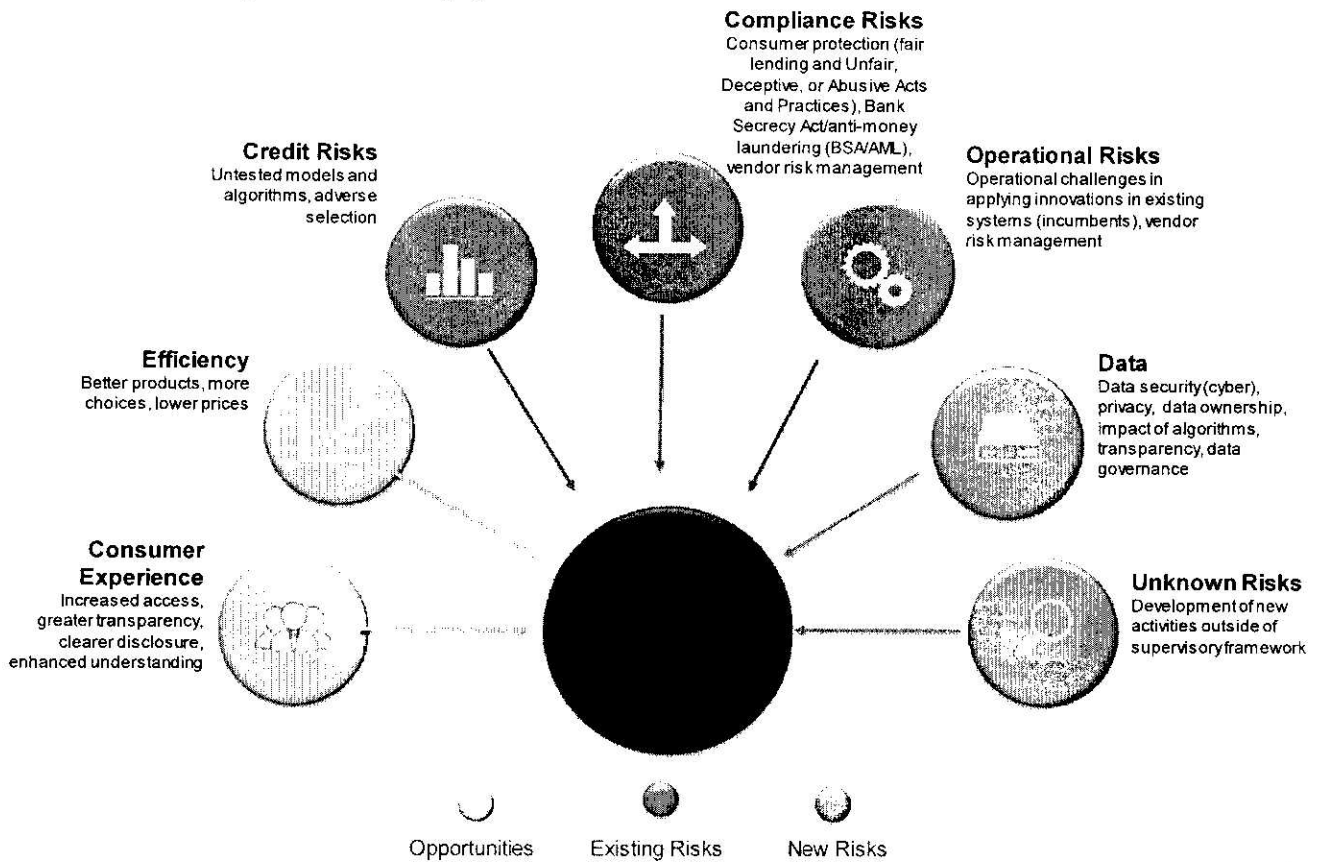 Compliance Risks
Consumer protection (fair
lending and Unfair,
Deceptive, or Abusive Acts
and Practices), Bank
Secrecy Act/anti-money
laundering (BSA/AML),
vendor risk management
Credit Risks
Untested models and
algorithms, adverse
selection
Operational Risks
Operational challenges in
applying innovations in existing
systems (incumbents), vendor
risk management
Efficiency
Better products, more
choices, lower prices
Data
Data security (cyber),
privacy, data ownership,
impact of algorithms,
transparency, data
governance
Consumer
Experience
Increased access,
greater transparency,
clearer disclosure,
enhanced understanding
Unknown Risks
Development of new
activities outside of
supervisory framework
Opportunities
Existing Risks
New Risks